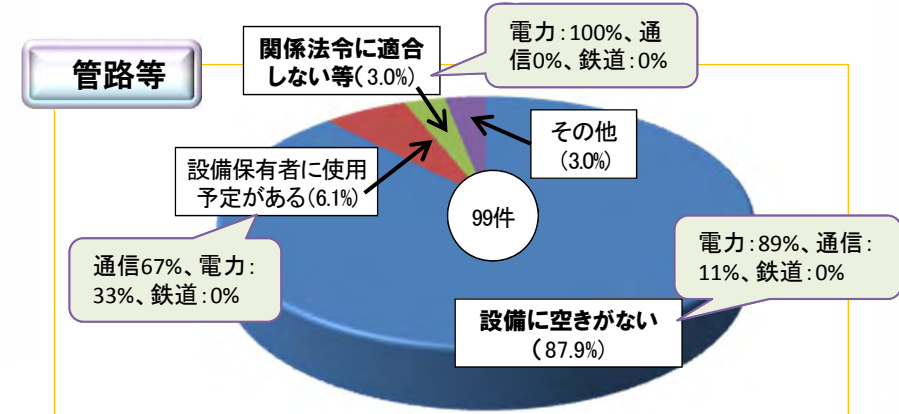 管路等
関係法令に適合
しない等(3.0%)
電力:100%、通
信0%、鉄道:0%
その他
(3.0%)
設備保有者に使用
予定がある(6.1%)
99件
通信67%、電力:
33%、鉄道:0%
電力:89%、通信:
11%、鉄道:0%
設備に空きがない
(87.9%)